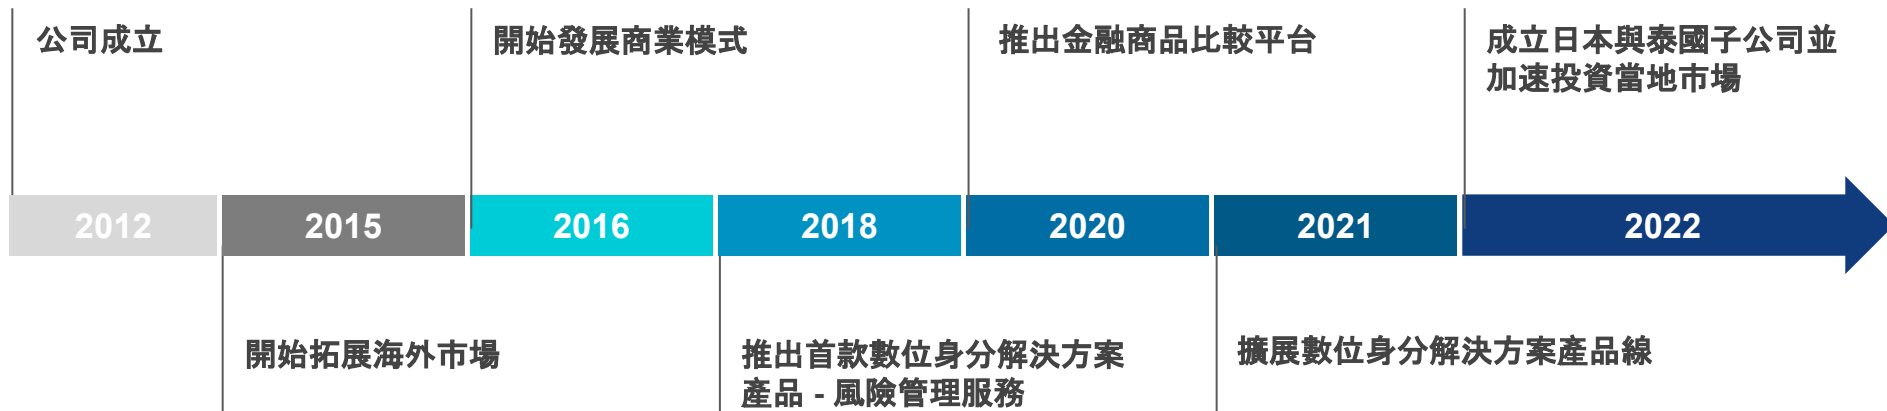 公司成立
開始發展商業模式
推出金融商品比較平台
成立日本與泰國子公司並
加速投資當地市場
2012
2015
2016
2018
2020
2021
2022
開始拓展海外市場
推出首款數位身分解決方案
產品 - 風險管理服務
擴展數位身分解決方案產品線